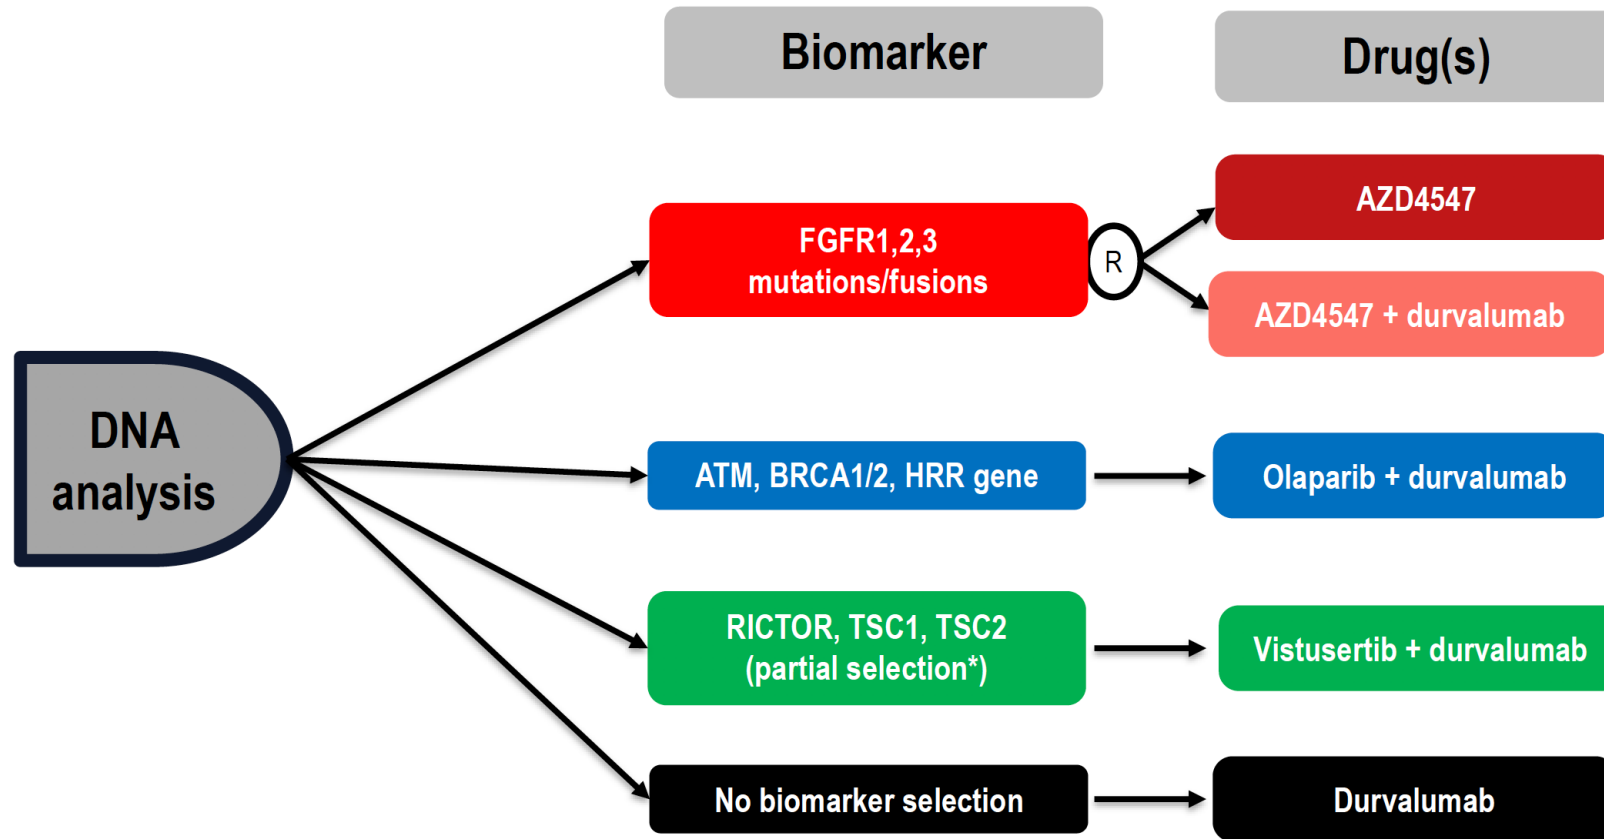 Biomarker
Drug(s)
DNA
analysis
FGFR1,2,3
mutations/fusions
R
AZD4547
AZD4547 + durvalumab
ATM, BRCA1/2, HRR gene
Olaparib + durvalumab
RICTOR, TSC1, TSC2
(partial selection*)
Vistusertib + durvalumab
No biomarker selection
Durvalumab